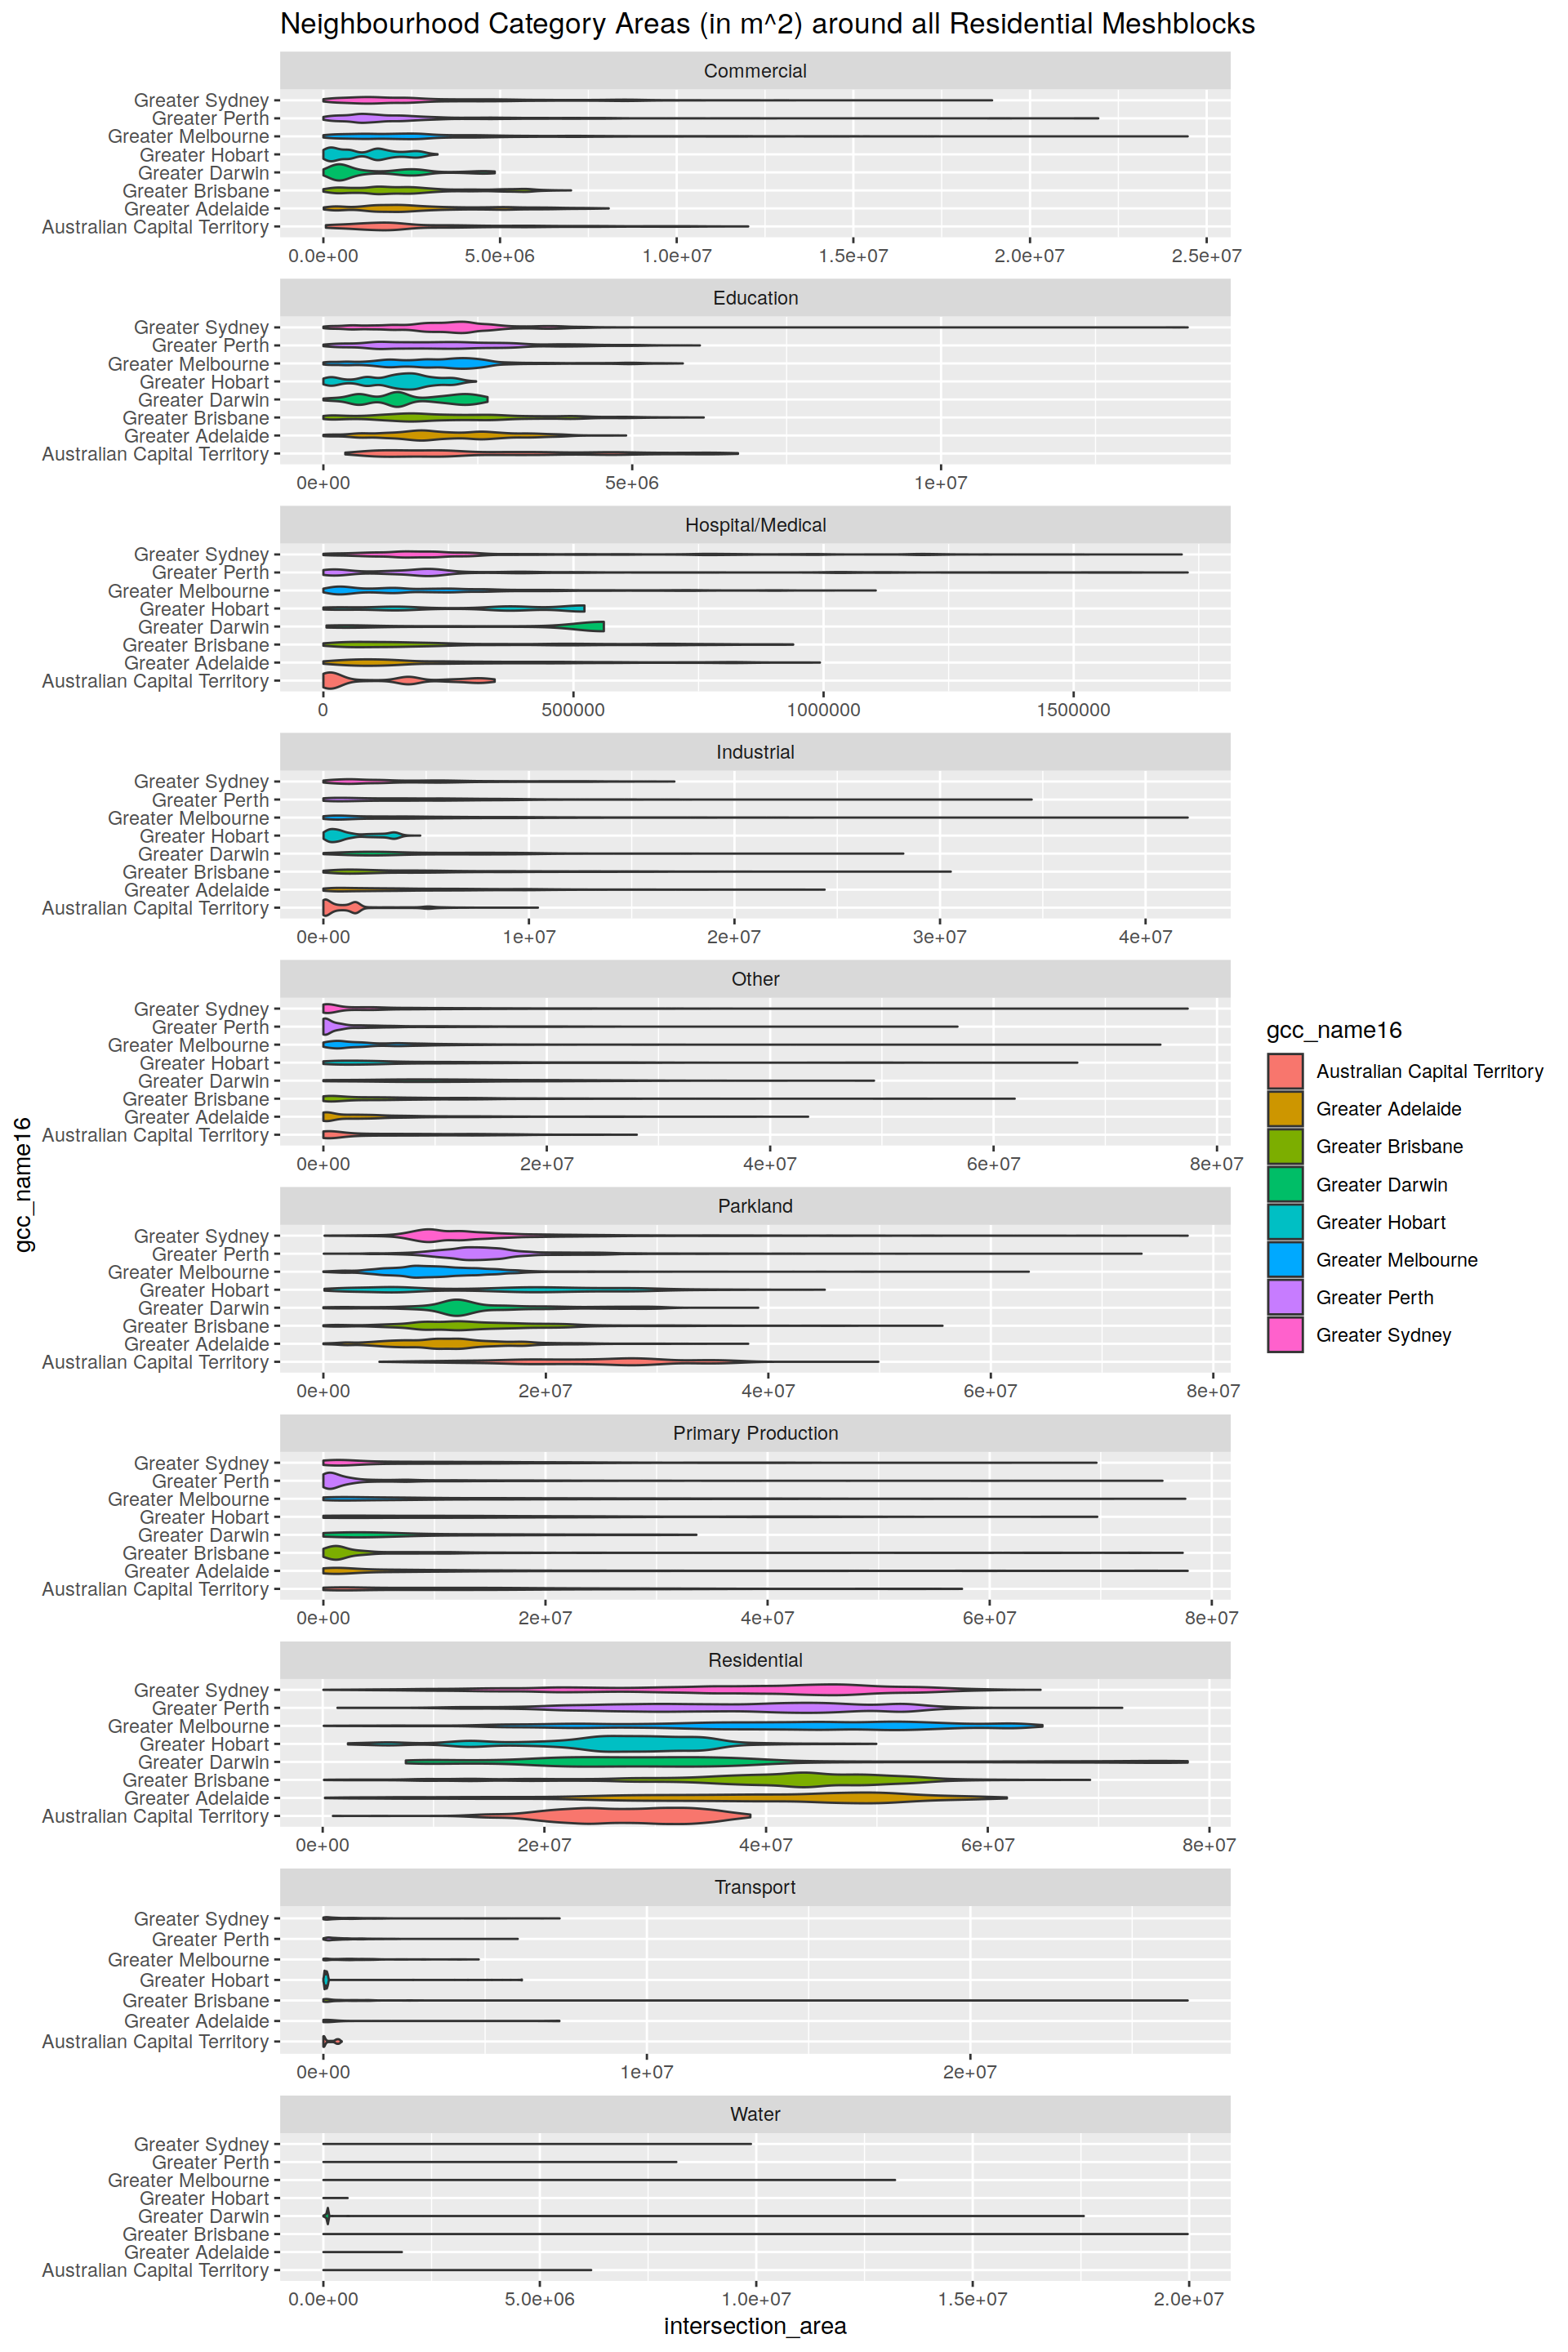 Neighbourhood Category Areas (in m^2) around all Residential Meshblocks
Commercial
Greater Sydney
Greater Perth
Greater Melbourne
Greater Hobart
Greater Darwin
Greater Brisbane
Greater Adelaide
Australian Capital Territory
0.0e+00 5.0e+06 1.0e+07 1.5e+07 2.0e+07 2.5e+07
Education
Greater Sydney
Greater Perth
Greater Melbourne
Greater Hobart
Greater Darwin
Greater Brisbane
Greater Adelaide
Australian Capital Territory
0e+00 5e+06 1e+07
Hospital/Medical
Greater Sydney
Greater Perth
Greater Melbourne
Greater Hobart
Greater Darwin
Greater Brisbane
Greater Adelaide
Australian Capital Territory
0 500000 1000000 1500000
Industrial
Greater Sydney
Greater Perth
Greater Melbourne
Greater Hobart
Greater Darwin
Greater Brisbane
Greater Adelaide
Australian Capital Territory
0e+00 1e+07 2e+07 3e+07 4e+07
Other
Greater Sydney
Greater Perth
Greater Melbourne
Greater Hobart
Greater Darwin
Greater Brisbane
Greater Adelaide
Australian Capital Territory
0e+00 2e+07 4e+07 6e+07 8e+07
Parkland
Greater Sydney
Greater Perth
Greater Melbourne
Greater Hobart
Greater Darwin
Greater Brisbane
Greater Adelaide
Australian Capital Territory
0e+00 2e+07 4e+07 6e+07 8e+07
Primary Production
Greater Sydney
Greater Perth
Greater Melbourne
Greater Hobart
Greater Darwin
Greater Brisbane
Greater Adelaide
Australian Capital Territory
0e+00 2e+07 4e+07 6e+07 8e+07
Residential
Greater Sydney
Greater Perth
Greater Melbourne
Greater Hobart
Greater Darwin
Greater Brisbane
Greater Adelaide
Australian Capital Territory
0e+00 2e+07 4e+07 6e+07 8e+07
Transport
Greater Sydney
Greater Perth
Greater Melbourne
Greater Hobart
Greater Brisbane
Greater Adelaide
Australian Capital Territory
0e+00 1e+07 2e+07
Water
Greater Sydney
Greater Perth
Greater Melbourne
Greater Hobart
Greater Darwin
Greater Brisbane
Greater Adelaide
Australian Capital Territory
0.0e+00 5.0e+06 1.0e+07 1.5e+07 2.0e+07
intersection_area
gcc_name16
gcc_name16
Australian Capital Territory
Greater Adelaide
Greater Brisbane
Greater Darwin
Greater Hobart
Greater Melbourne
Greater Perth
Greater Sydney